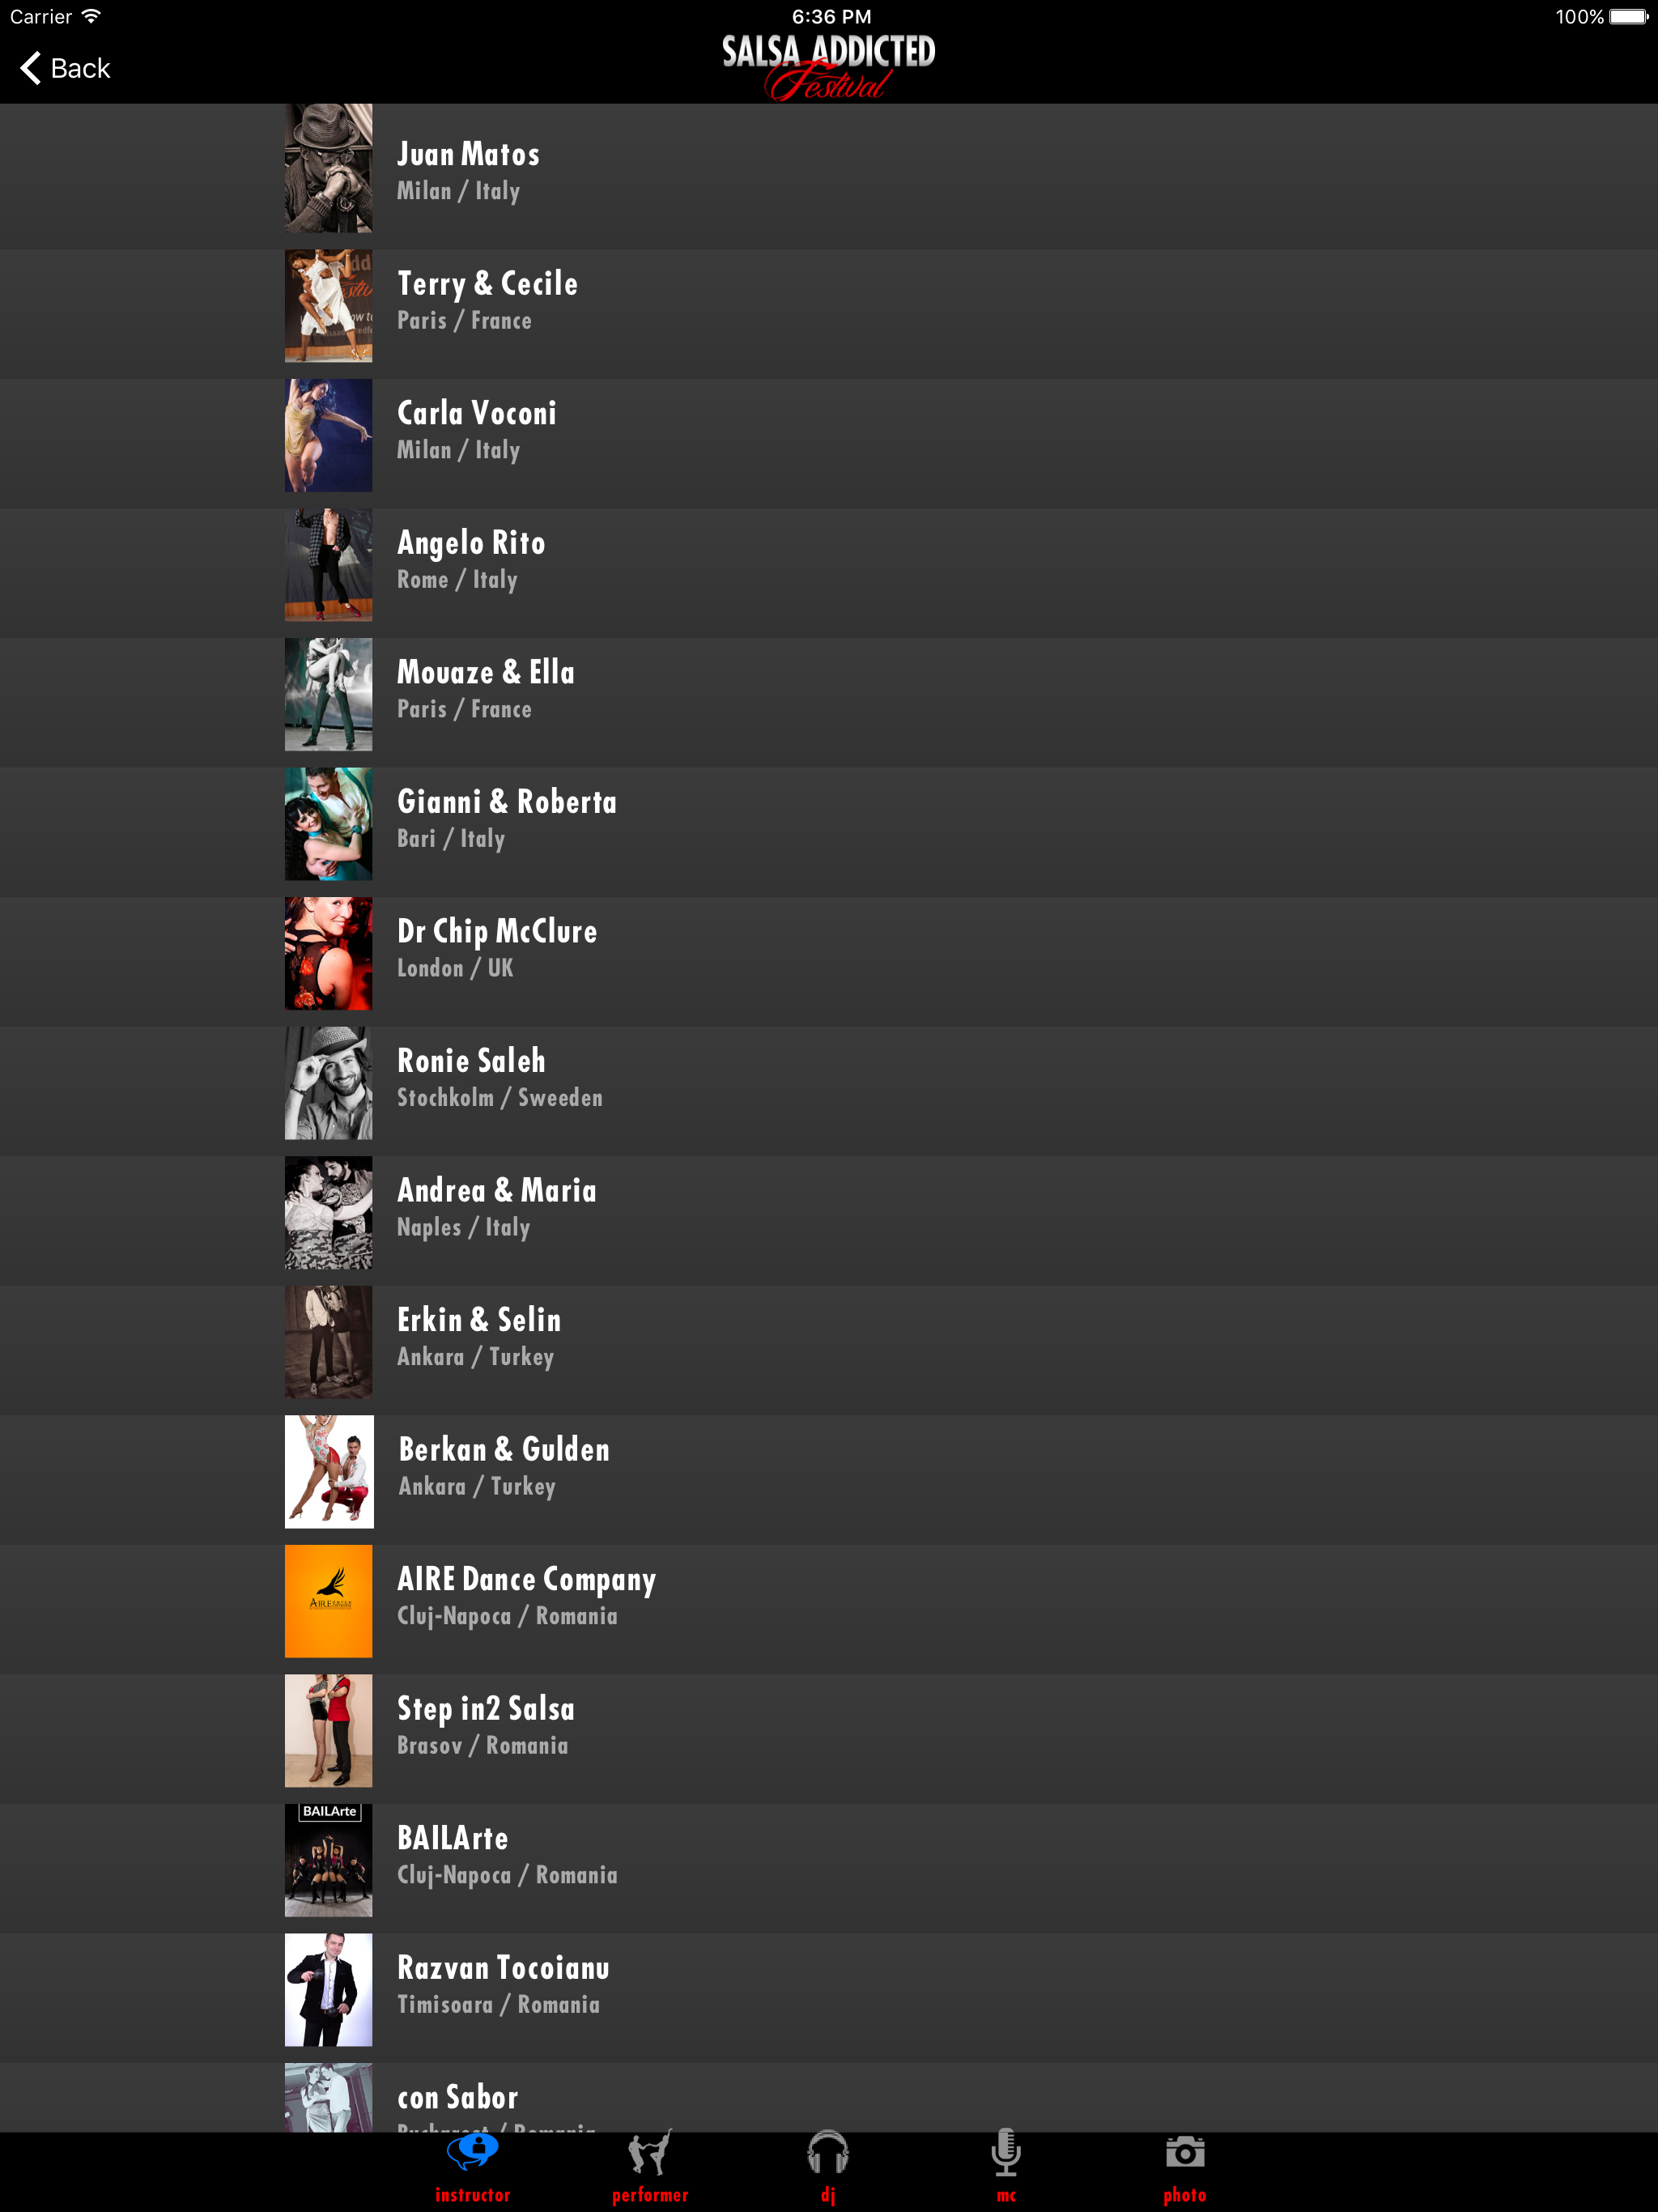 Carrier
6:36 PM
100%
Back
SALSA ADDICTED
Festival
Juan Matos
Milan / Italy
Terry & Cecile
Paris / France
Carla Voconi
Milan / Italy
Angelo Rito
Rome / Italy
Mouaze & Ella
Paris / France
Gianni & Roberta
Bari / Italy
Dr Chip McClure
London / UK
Ronie Saleh
Stochkolm / Sweeden
Andrea & Maria
Naples / Italy
Erkin & Selin
Ankara / Turkey
Berkan & Gulden
Ankara / Turkey
AIRE
AIRE Dance Company
Cluj-Napoca / Romania
Step in2 Salsa
Brasov / Romania
BAILArte
BAILArte
Cluj-Napoca / Romania
Razvan Tocoianu
Timisoara / Romania
con Sabor
Bucharest / Romania
instructor
performer
dj
mc
photo